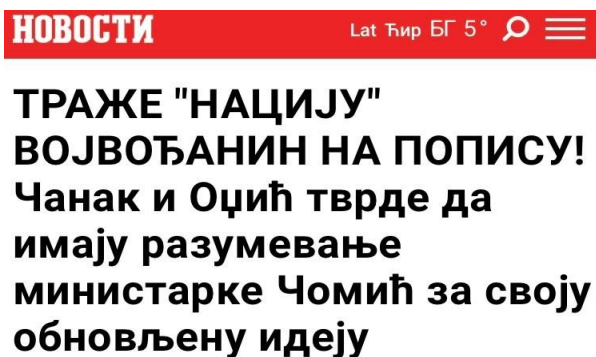 НОВОСТИ Lat Ћир БГ 5°
ТРАЖЕ "НАЦИЈУ"
ВОЈВОЂАНИН НА ПОПИСУ!
Чанак и Оџић тврде да
имају разумевање
министарке Чомић за своју
обновљену идеју